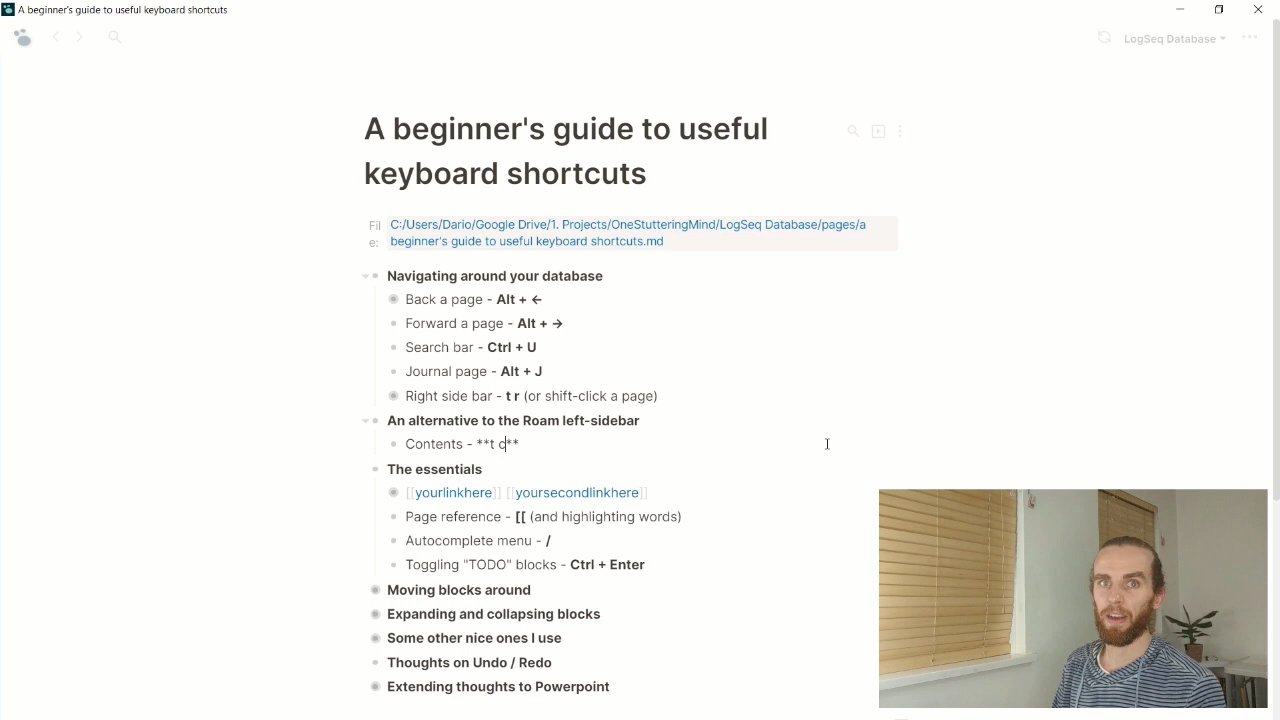 A beginner's guide to useful keyboard shortcuts
LogSeq Database
A beginner's guide to useful
keyboard shortcuts
Fil
e:
C:/Users/Dario/Google Drive/1. Projects/OneStutteringMind/LogSeq Database/pages/a
beginner's guide to useful keyboard shortcuts.md
Navigating around your database
Back a page - Alt + ←
Forward a page - Alt + →
Search bar - Ctrl + U
Journal page - Alt + J
Right side bar - t r (or shift-click a page)
An alternative to the Roam left-sidebar
Contents - **t c**
The essentials
[[yourlinkhere]] [[yoursecondlinkhere]]
Page reference - [[ (and highlighting words)
Autocomplete menu - /
Toggling "TODO" blocks - Ctrl + Enter
Moving blocks around
Expanding and collapsing blocks
Some other nice ones I use
Thoughts on Undo / Redo
Extending thoughts to Powerpoint